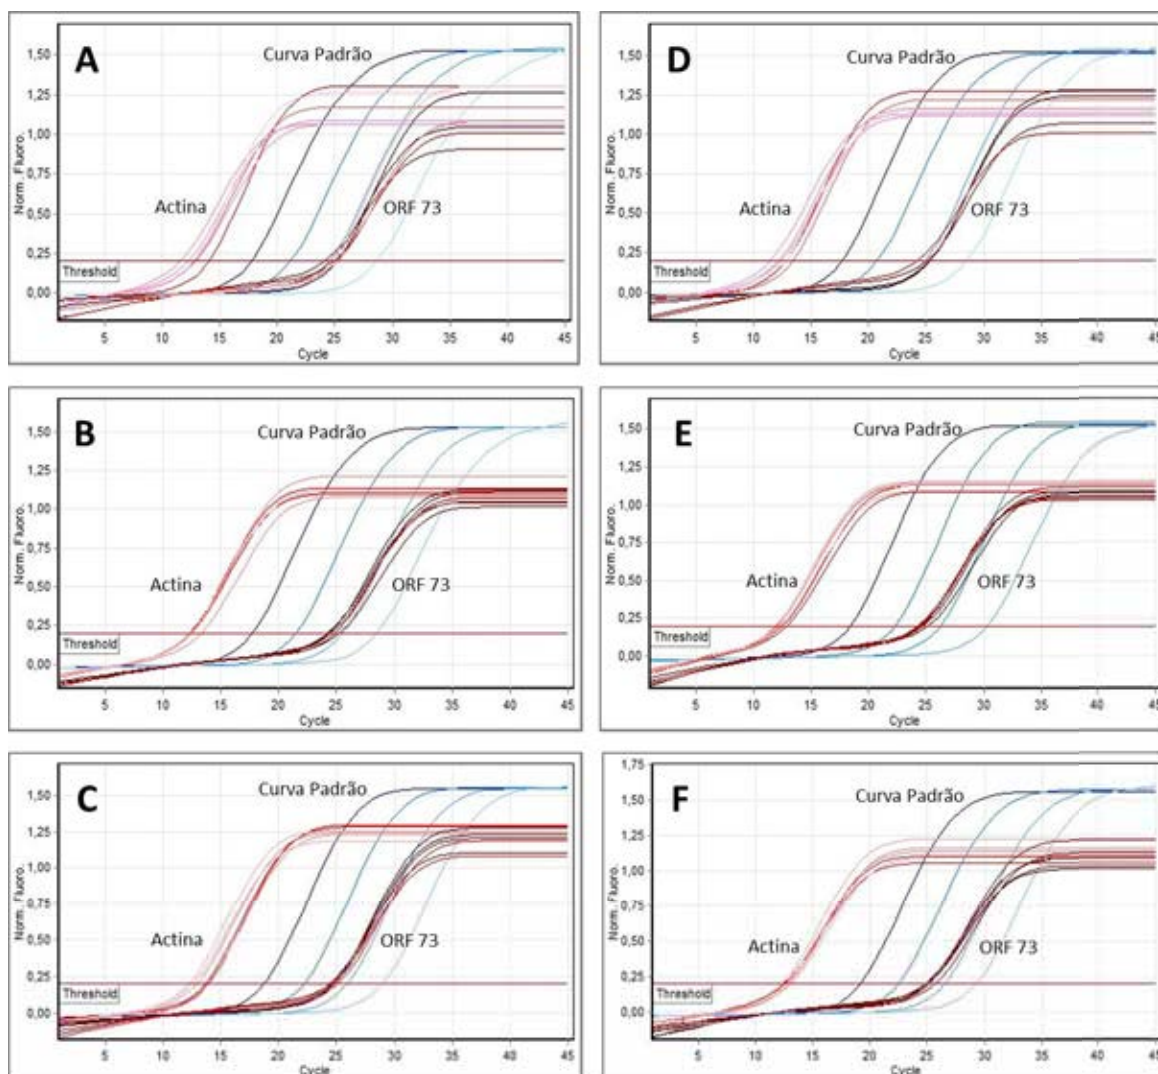 A
Curva Padrão
Norm. Fluoro.
1,50
1,25
1,00
0,75
0,50
0,25
0,00
Actina
ORF 73
Threshold
5 10 15 20 25 30 35 40 45
Cycle
D
Curva Padrão
Norm. Fluoro.
1,50
1,25
1,00
0,75
0,50
0,25
0,00
Actina
ORF 73
Threshold
5 10 15 20 25 30 35 40 45
Cycle
B
Curva Padrão
Norm. Fluoro.
1,50
1,25
1,00
0,75
0,50
0,25
0,00
Actina
ORF 73
Threshold
5 10 15 20 25 30 35 40 45
Cycle
E
Curva Padrão
Norm. Fluoro.
1,50
1,25
1,00
0,75
0,50
0,25
0,00
Actina
ORF 73
Threshold
5 10 15 20 25 30 35 40 45
Cycle
C
Curva Padrão
Norm. Fluoro.
1,50
1,25
1,00
0,75
0,50
0,25
0,00
Actina
ORF 73
Threshold
5 10 15 20 25 30 35 40 45
Cycle
F
Curva Padrão
Norm. Fluoro.
1,75
1,50
1,25
1,00
0,75
0,50
0,25
0,00
Actina
ORF 73
Threshold
5 10 15 20 25 30 35 40 45
Cycle